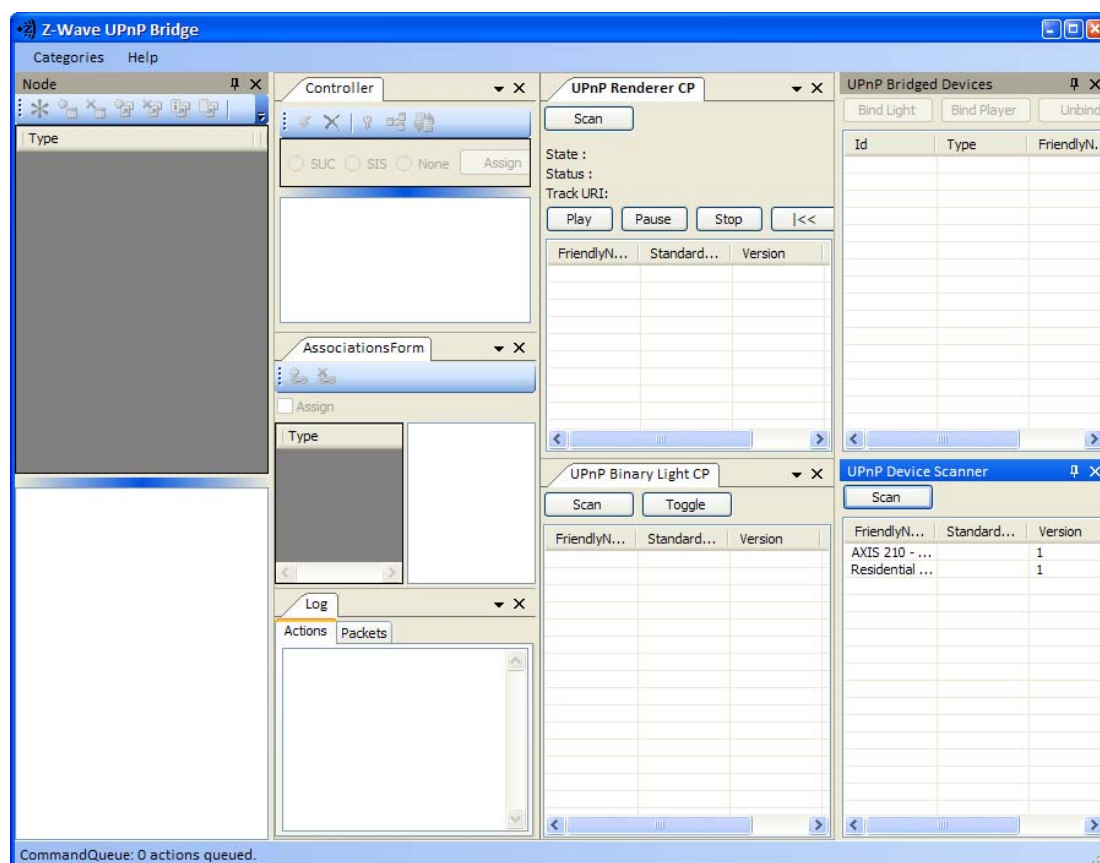 Z-Wave UPnP Bridge
Categories Help
Node
Type
Controller
SUC SIS None Assign
AssociationsForm
Assign
Type
Log
Actions Packets
UPnP Renderer CP
Scan
State :
Status :
Track URI:
Play Pause Stop |<<
FriendlyN... Standard... Version
UPnP Binary Light CP
Scan Toggle
FriendlyN... Standard... Version
UPnP Bridged Devices
Bind Light Bind Player Unbind
Id Type FriendlyN.
UPnP Device Scanner
Scan
FriendlyN... Standard... Version
AXIS 210 - ... 1
Residential ... 1
CommandQueue: 0 actions queued.